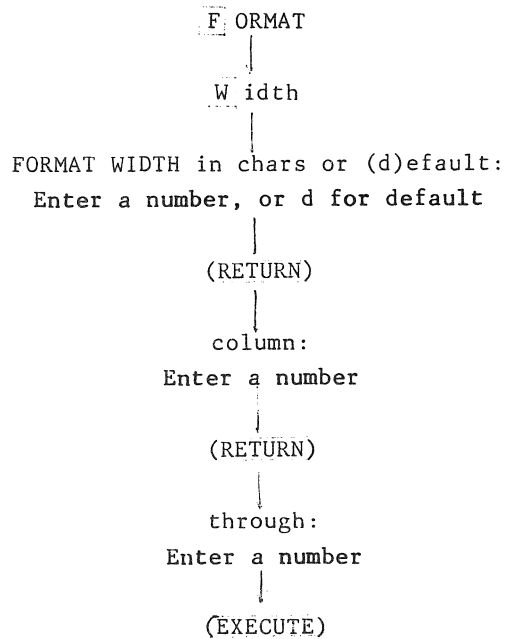 F ORMAT
W idth
FORMAT WIDTH in chars or (d)efault:
Enter a number, or d for default
(RETURN)
column:
Enter a number
(RETURN)
through:
Enter a number
(EXECUTE)